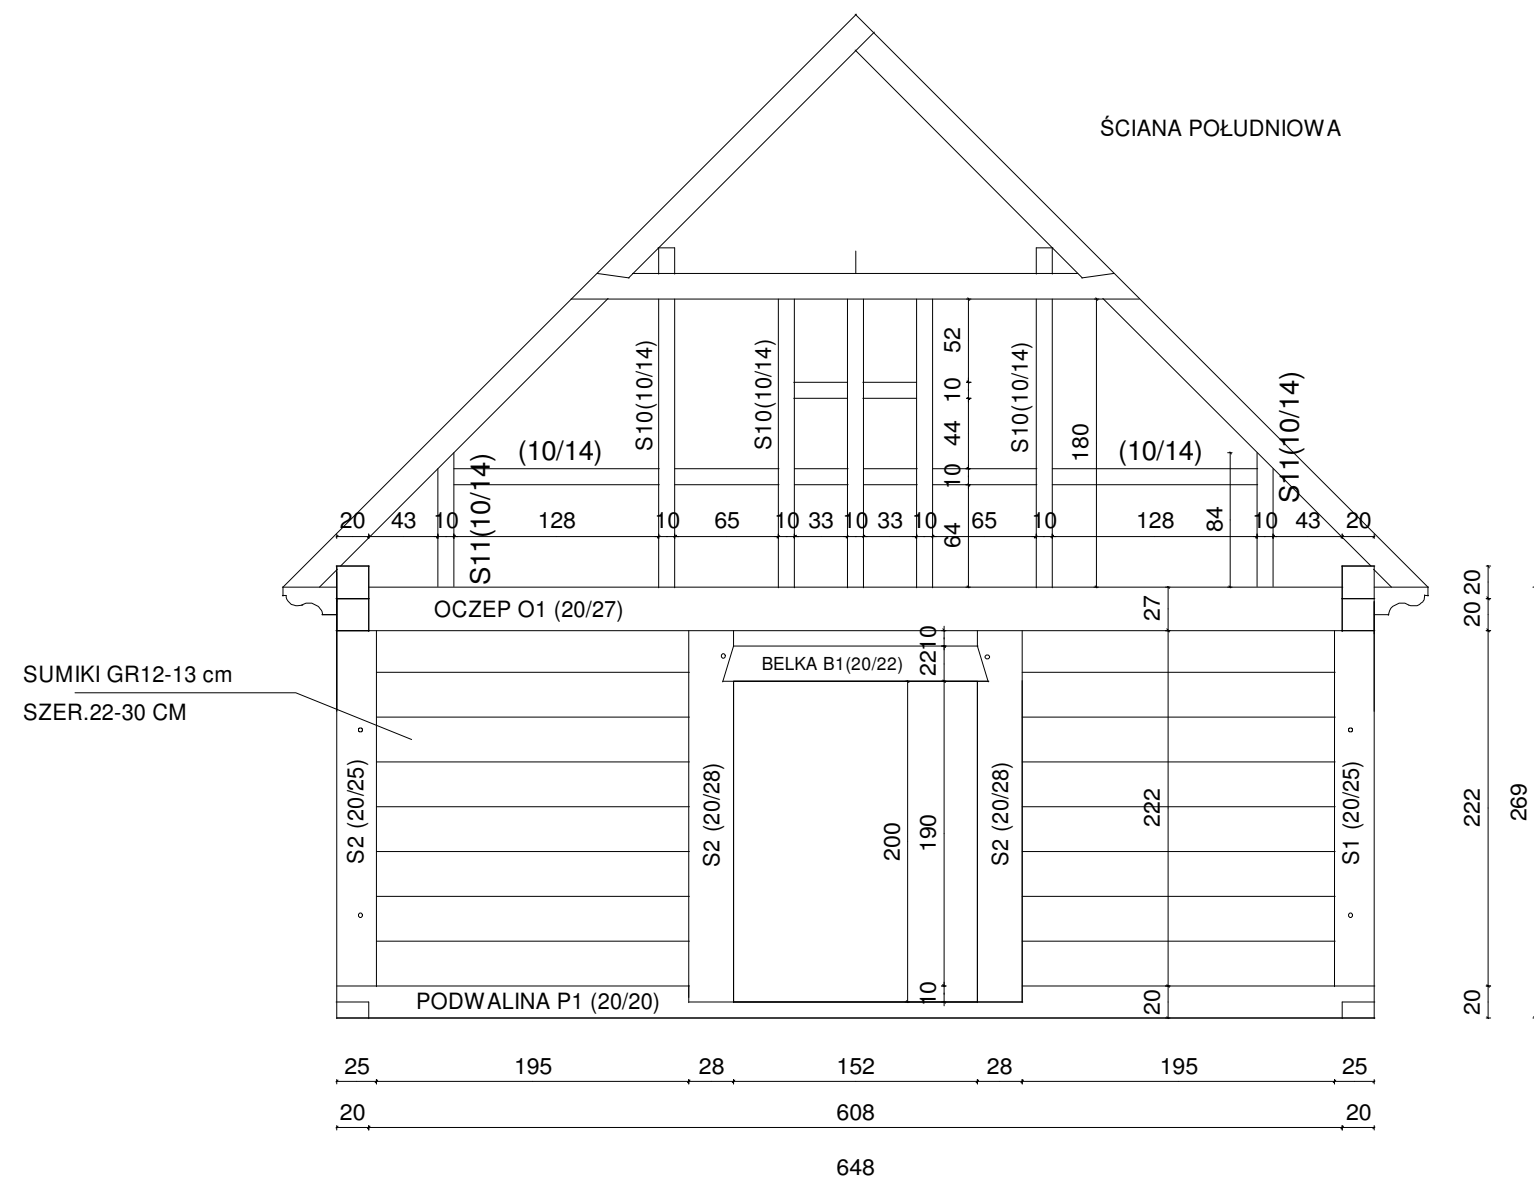 ŚCIANA POŁUDNIOWA
S10(10/14)
S10(10/14)
S10(10/14)
52
10
44
10
64
180
S11(10/14)
(10/14)
(10/14)
S11(10/14)
84
20 43 10 128 10 65 10 33 10 33 10 65 10 128 10 43 20
OCZEP O1 (20/27)
27
20
20
10
22
BELKA B1(20/22)
SUMIKI GR12-13 cm
SZER.22-30 CM
S2 (20/25)
S2 (20/28)
200
190
S2 (20/28)
222
S1 (20/25)
222
269
PODWALINA P1 (20/20)
10
20
20
25 195 28 152 28 195 25
20 608 20
648